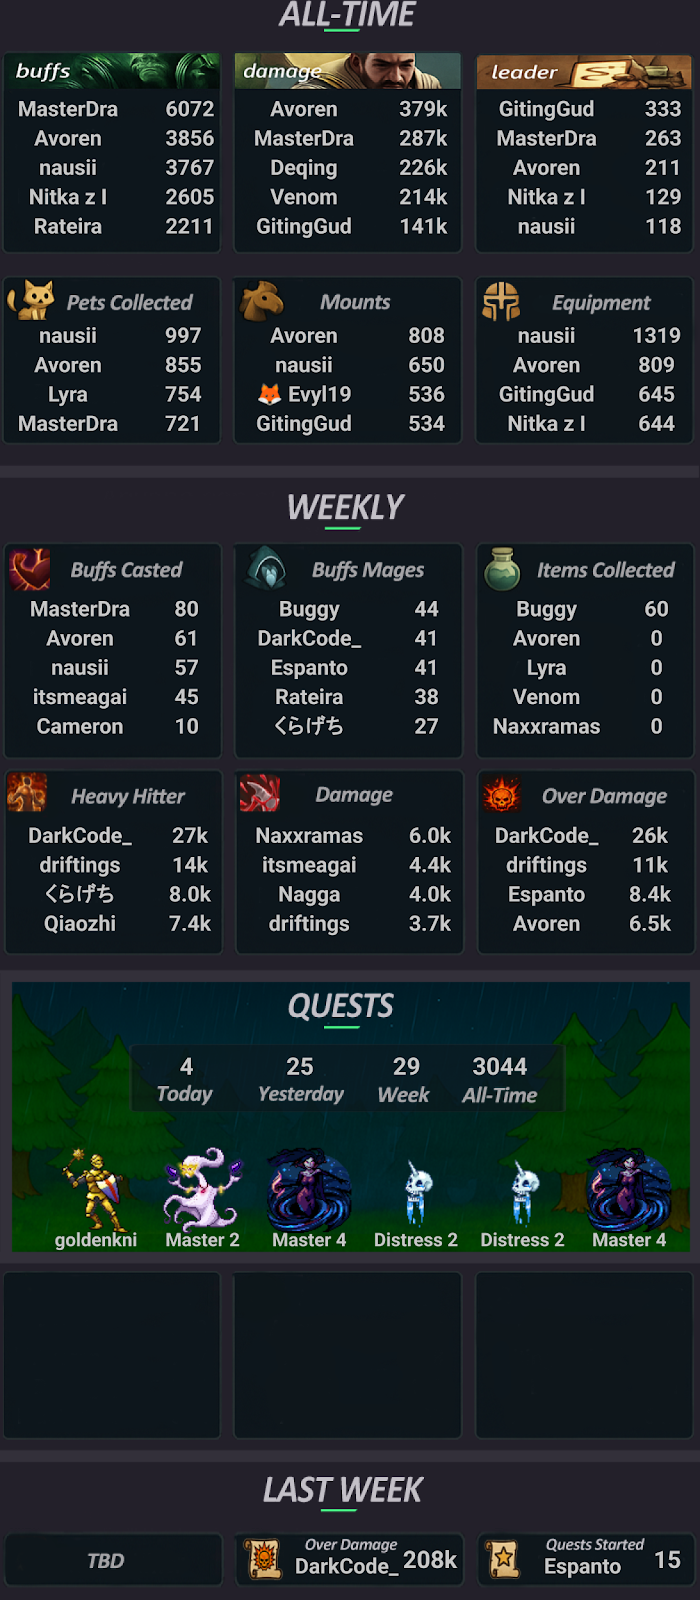 ALL-TIME
buffs
MasterDra 6072
Avoren 3856
nausii 3767
Nitka z I 2605
Rateira 2211
damage
Avoren 379k
MasterDra 287k
Deqing 226k
Venom 214k
GitingGud 141k
leader
GitingGud 333
MasterDra 263
Avoren 211
Nitka z I 129
nausii 118
Pets Collected
nausii 997
Avoren 855
Lyra 754
MasterDra 721
Mounts
Avoren 808
nausii 650
🦊 Evyl19 536
GitingGud 534
Equipment
nausii 1319
Avoren 809
GitingGud 645
Nitka z I 644
WEEKLY
Buffs Casted
MasterDra 80
Avoren 61
nausii 57
itsmeagai 45
Cameron 10
Buffs Mages
Buggy 44
DarkCode_ 41
Espanto 41
Rateira 38
くらげち 27
Items Collected
Buggy 60
Avoren 0
Lyra 0
Venom 0
Naxxramas 0
Heavy Hitter
DarkCode_ 27k
driftings 14k
くらげち 8.0k
Qiaozhi 7.4k
Damage
Naxxramas 6.0k
itsmeagai 4.4k
Nagga 4.0k
driftings 3.7k
Over Damage
DarkCode_ 26k
driftings 11k
Espanto 8.4k
Avoren 6.5k
QUESTS
4 25 29 3044
Today Yesterday Week All-Time
goldenkni Master 2 Master 4 Distress 2 Distress 2 Master 4
LAST WEEK
TBD
Over Damage
DarkCode_ 208k
Quests Started
Espanto 15